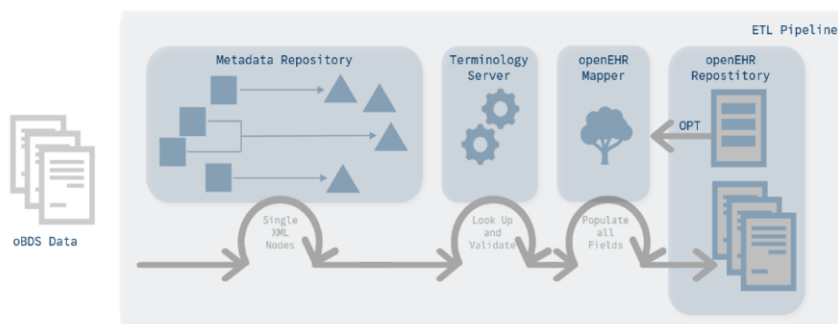 ETL Pipeline
Metadata Repository
Terminology
Server
openEHR
Mapper
openEHR
Repostitory
OPT
oBDS Data
Single
XML
Nodes
Look Up
and
Validate
Populate
all
Fields